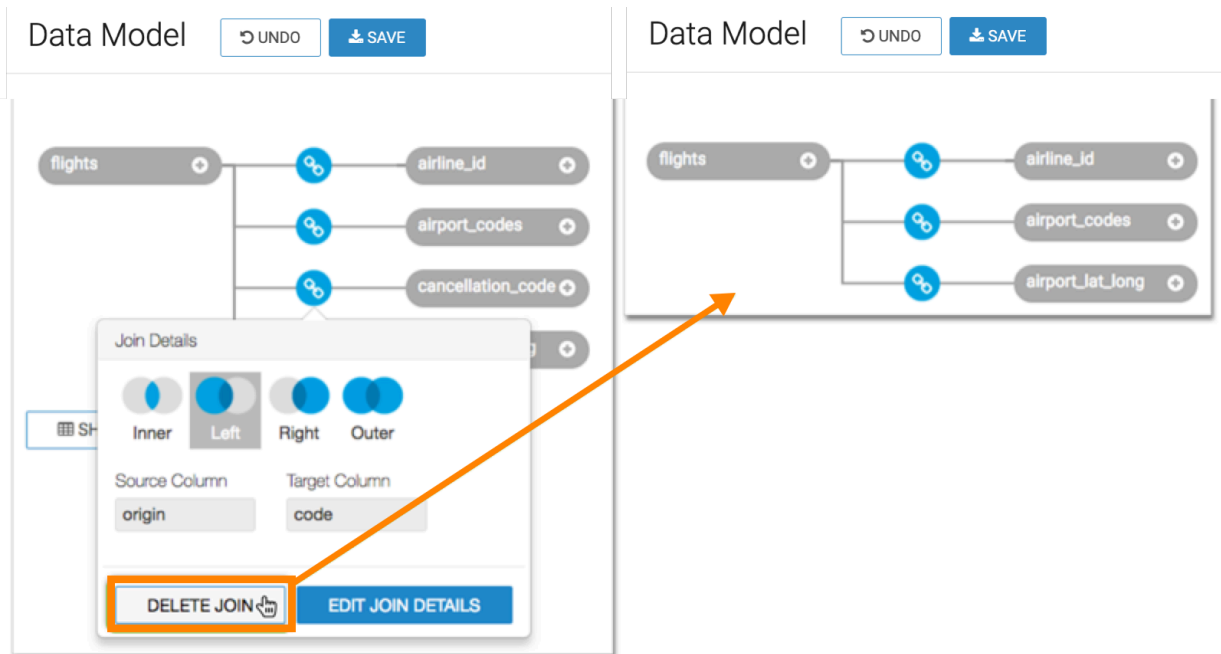 Data Model
UNDO
SAVE
flights
airline_id
airport_codes
cancellation_code
Join Details
Inner
Left
Right
Outer
Source Column
Target Column
origin
code
DELETE JOIN
EDIT JOIN DETAILS
Data Model
UNDO
SAVE
flights
airline_id
airport_codes
airport_lat_long